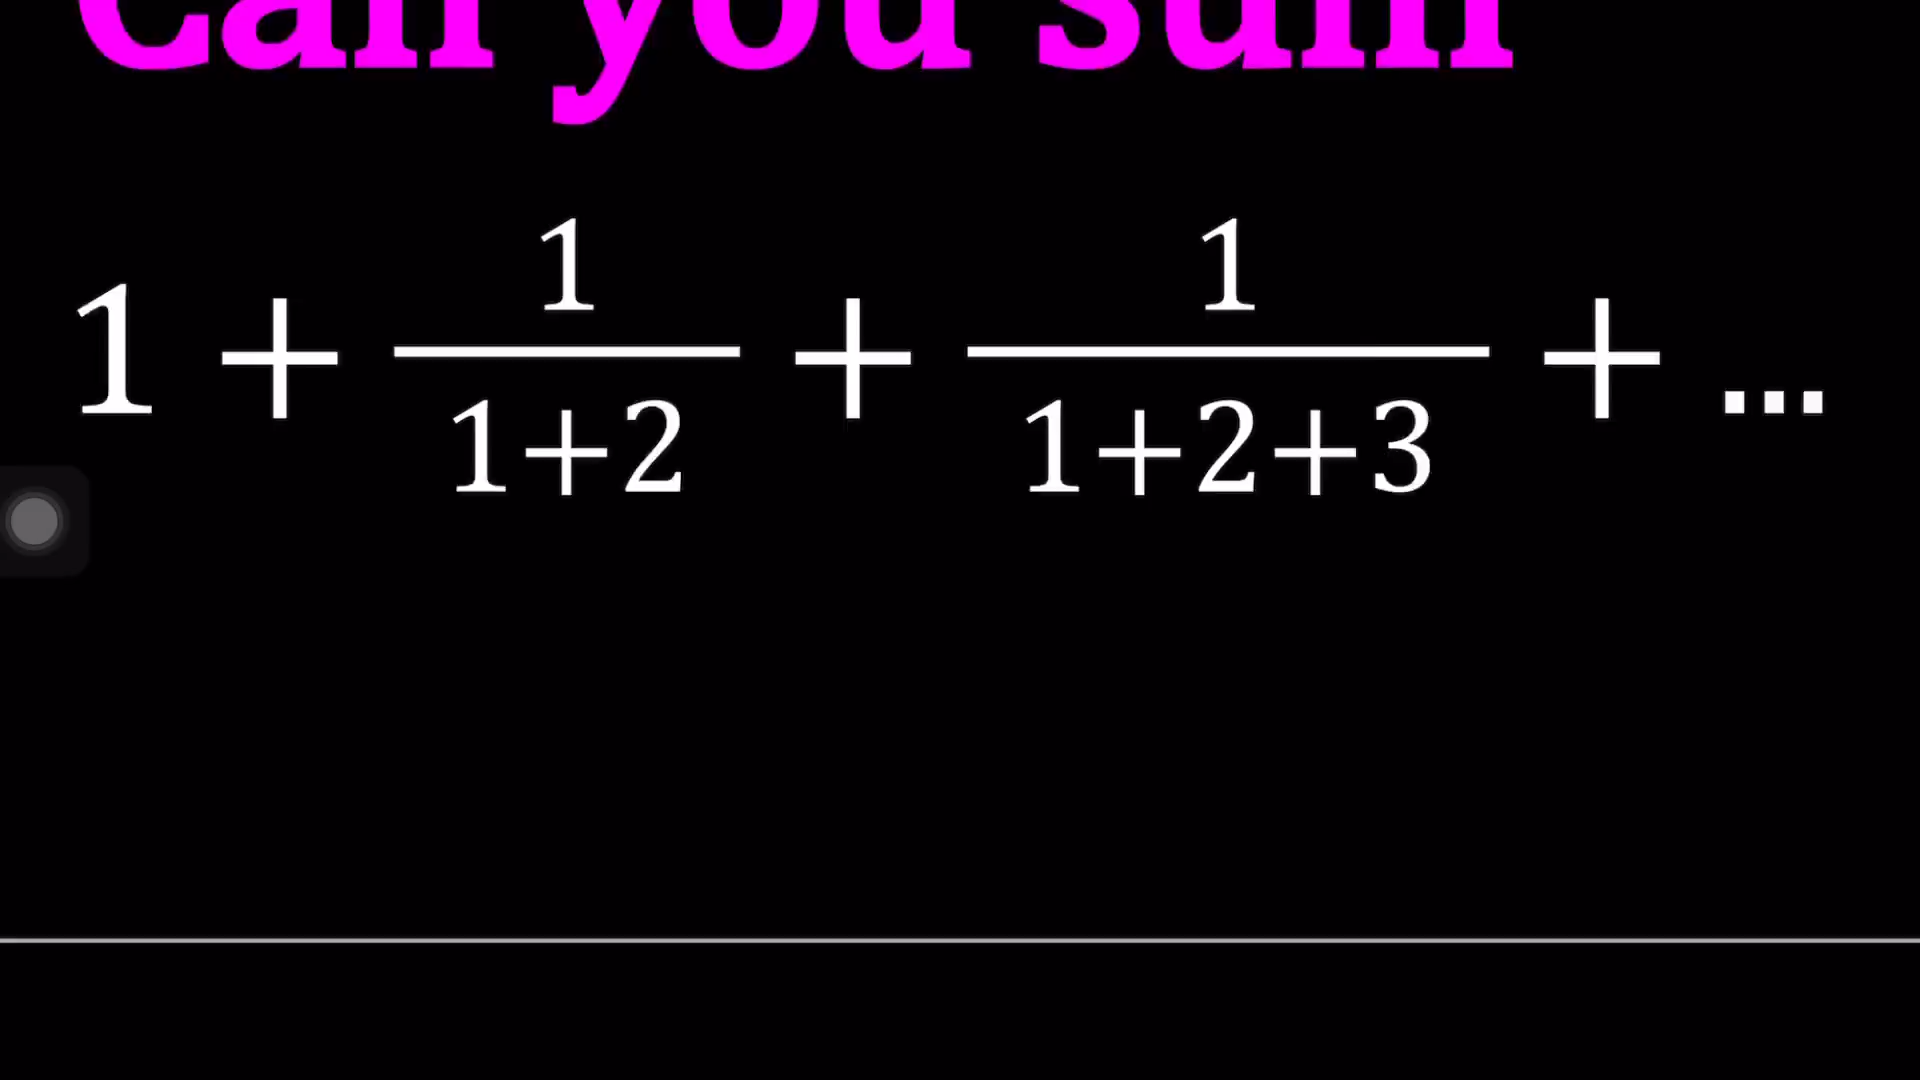 Can you sum
1 + 1/(1+2) + 1/(1+2+3) + ...